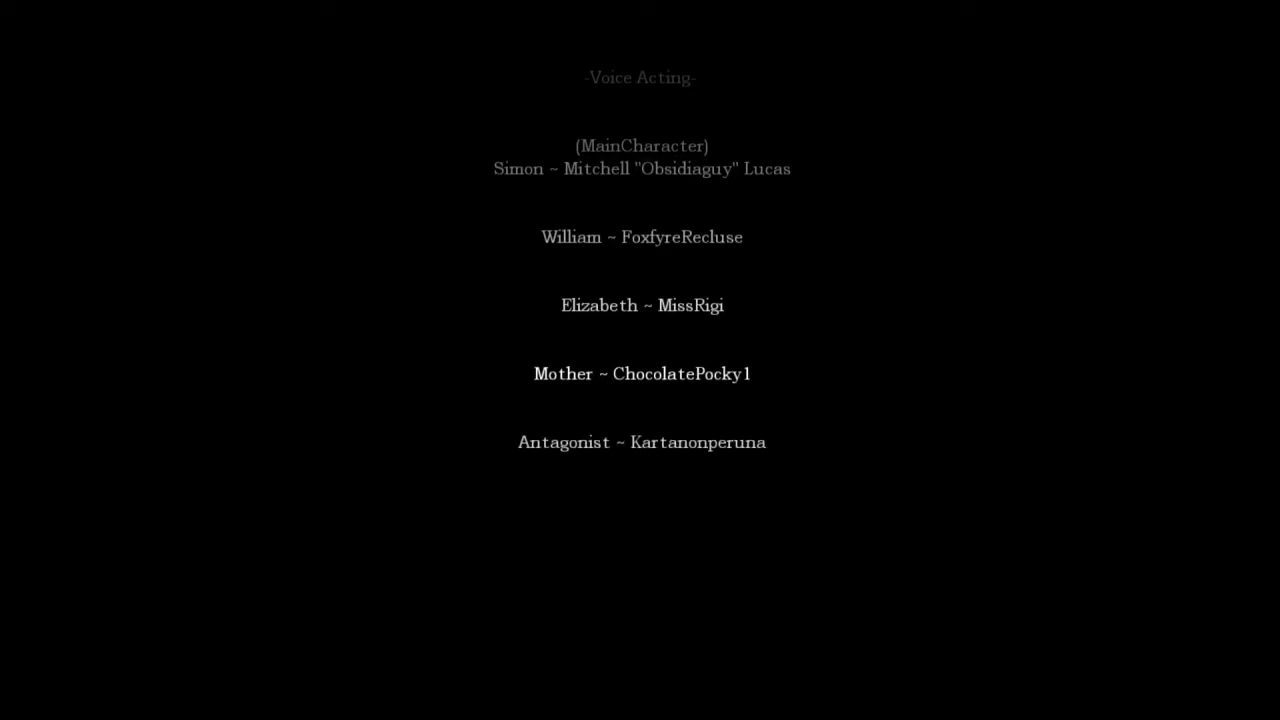 -Voice Acting-
(MainCharacter)
Simon ~ Mitchell "Obsidiaguy" Lucas
William ~ FoxfyreRecluse
Elizabeth ~ MissRigi
Mother ~ ChocolatePocky1
Antagonist ~ Kartanonperuna